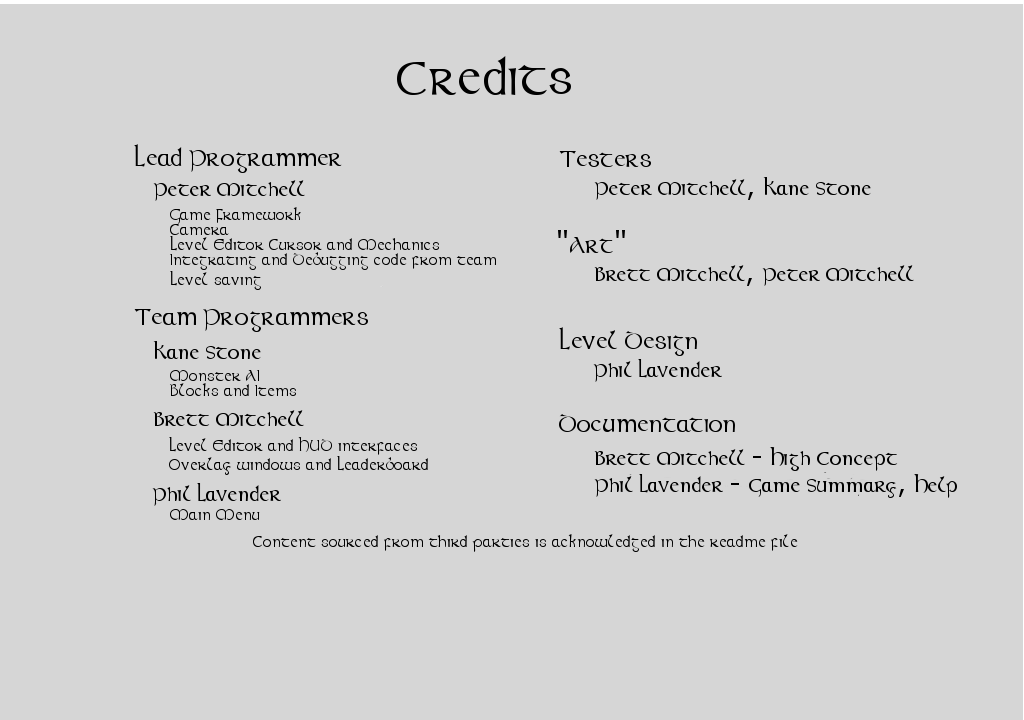 Credits
Lead Programmer
Peter Mitchell
Game Framework
Camera
Level Editor Cursor and Mechanics
Integrating and Debugging code from team
Level saving
Team Programmers
Kane Stone
Monster AI
Blocks and Items
Brett Mitchell
Level Editor and HUD interfaces
Overlay windows and Leaderboard
Phil Lavender
Main Menu
Testers
Peter Mitchell, Kane Stone
"Art"
Brett Mitchell, Peter Mitchell
Level Design
Phil Lavender
Documentation
Brett Mitchell - High Concept
Phil Lavender - Game Summary, Help
Content sourced from third parties is acknowledged in the readme file